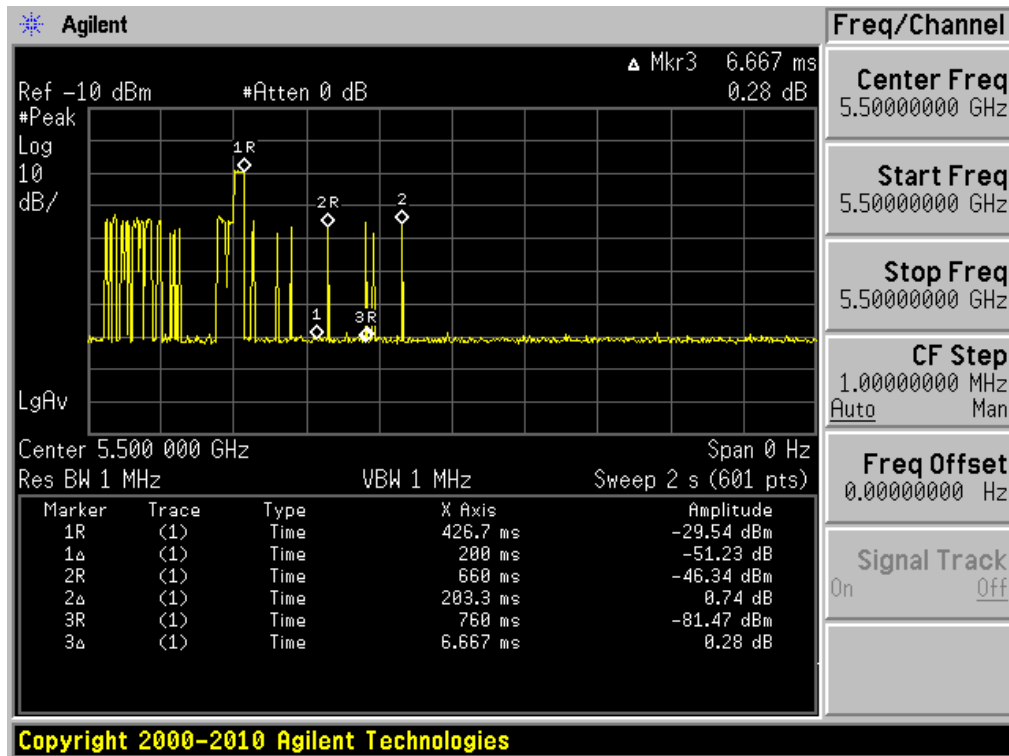 Agilent
Freq/Channel
Δ Mkr3 6.667 ms
Ref -10 dBm #Atten 0 dB 0.28 dB
#Peak
Log
10
dB/
1R
2R
2
1
3R
LgAv
Center 5.500 000 GHz Span 0 Hz
Res BW 1 MHz VBW 1 MHz Sweep 2 s (601 pts)
Marker Trace Type X Axis Amplitude
1R (1) Time 426.7 ms -29.54 dBm
1Δ (1) Time 200 ms -51.23 dB
2R (1) Time 660 ms -46.34 dBm
2Δ (1) Time 203.3 ms 0.74 dB
3R (1) Time 760 ms -81.47 dBm
3Δ (1) Time 6.667 ms 0.28 dB
Center Freq
5.50000000 GHz
Start Freq
5.50000000 GHz
Stop Freq
5.50000000 GHz
CF Step
1.00000000 MHz
Auto Man
Freq Offset
0.00000000 Hz
Signal Track
On Off
Copyright 2000-2010 Agilent Technologies